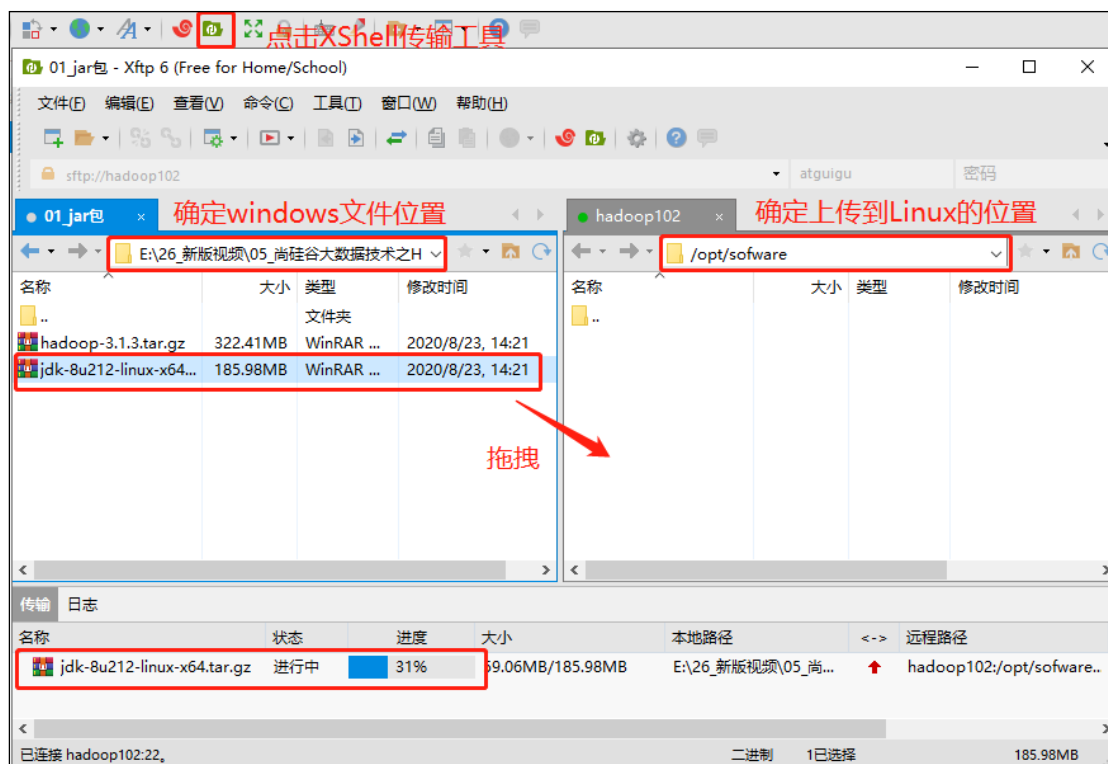 点击XShell传输工具
01_jar包 - Xftp 6 (Free for Home/School)
文件(F) 编辑(E) 查看(V) 命令(C) 工具(T) 窗口(W) 帮助(H)
sftp://hadoop102 atguigu 密码
01_jar包 × 确定windows文件位置 hadoop102 × 确定上传到Linux的位置
E:\26_新版视频\05_尚硅谷大数据技术之H /opt/sofware
名称 大小 类型 修改时间 名称 大小 类型 修改时间
.. 文件夹 ..
hadoop-3.1.3.tar.gz 322.41MB WinRAR ... 2020/8/23, 14:21
jdk-8u212-linux-x64... 185.98MB WinRAR ... 2020/8/23, 14:21
拖拽
传输 日志
名称 状态 进度 大小 本地路径 <-> 远程路径
jdk-8u212-linux-x64.tar.gz 进行中 31% 59.06MB/185.98MB E:\26_新版视频\05_尚... hadoop102:/opt/sofware...
已连接 hadoop102:22。 二进制 1已选择 185.98MB